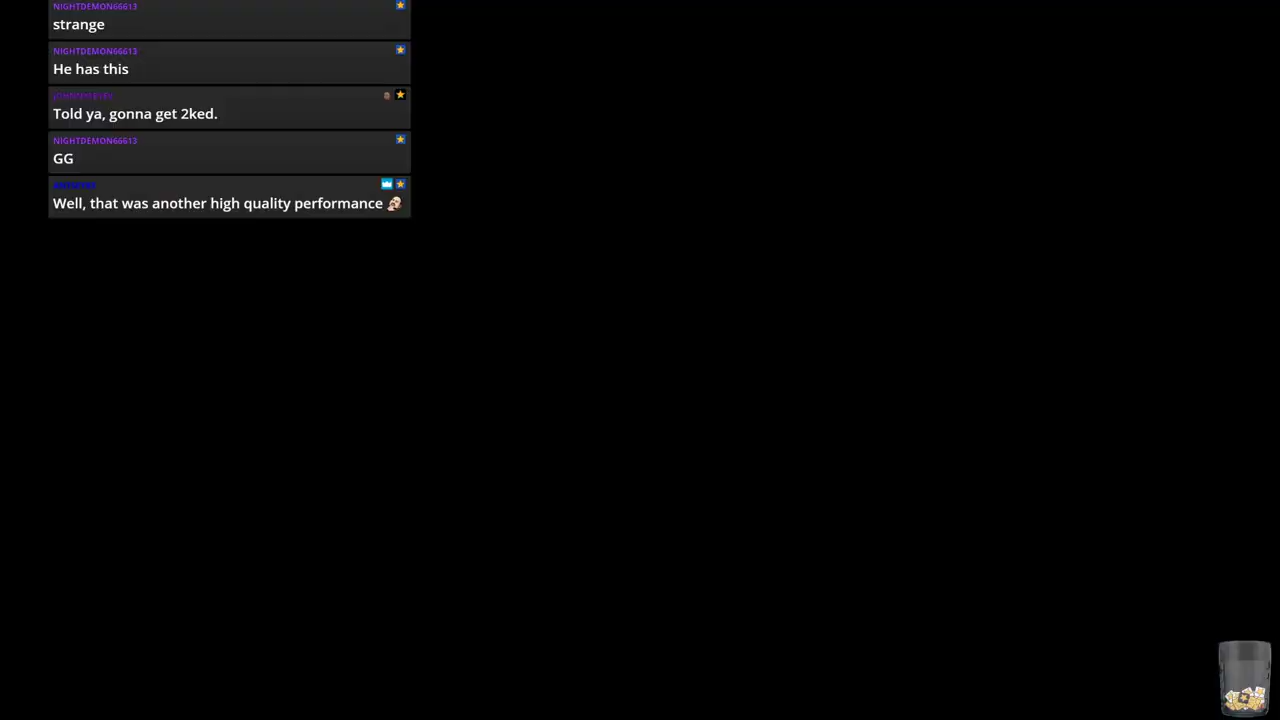 NIGHTDEMON66613
strange
NIGHTDEMON66613
He has this
Told ya, gonna get 2ked.
NIGHTDEMON66613
GG
Well, that was another high quality performance